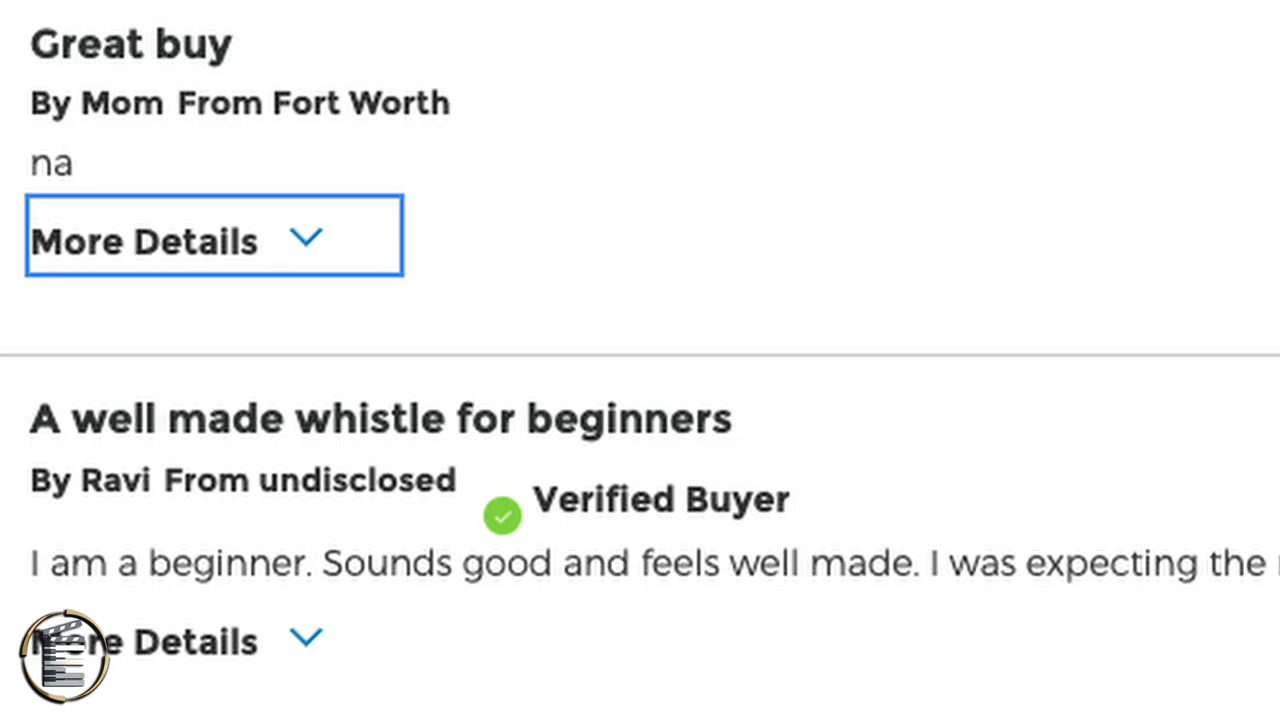 Great buy
By Mom From Fort Worth
na
More Details
A well made whistle for beginners
By Ravi From undisclosed
Verified Buyer
I am a beginner. Sounds good and feels well made. I was expecting the
More Details